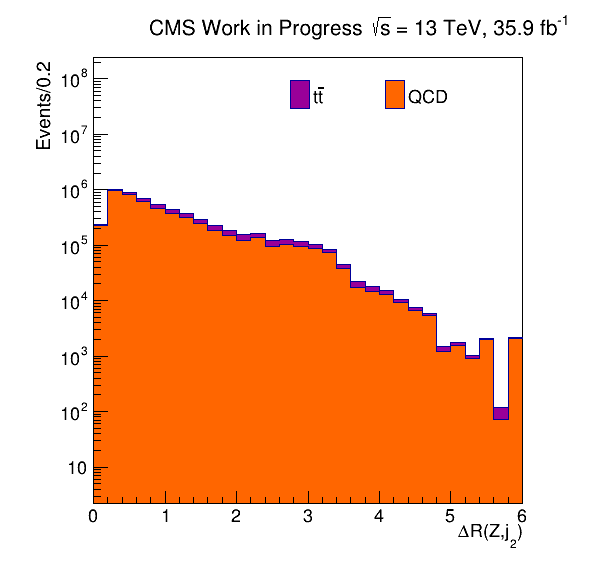 CMS Work in Progress √s = 13 TeV, 35.9 fb⁻¹
Events/0.2
tt̄ QCD
10⁸
10⁷
10⁶
10⁵
10⁴
10³
10²
10
0 1 2 3 4 5 6
ΔR(Z,j₂)